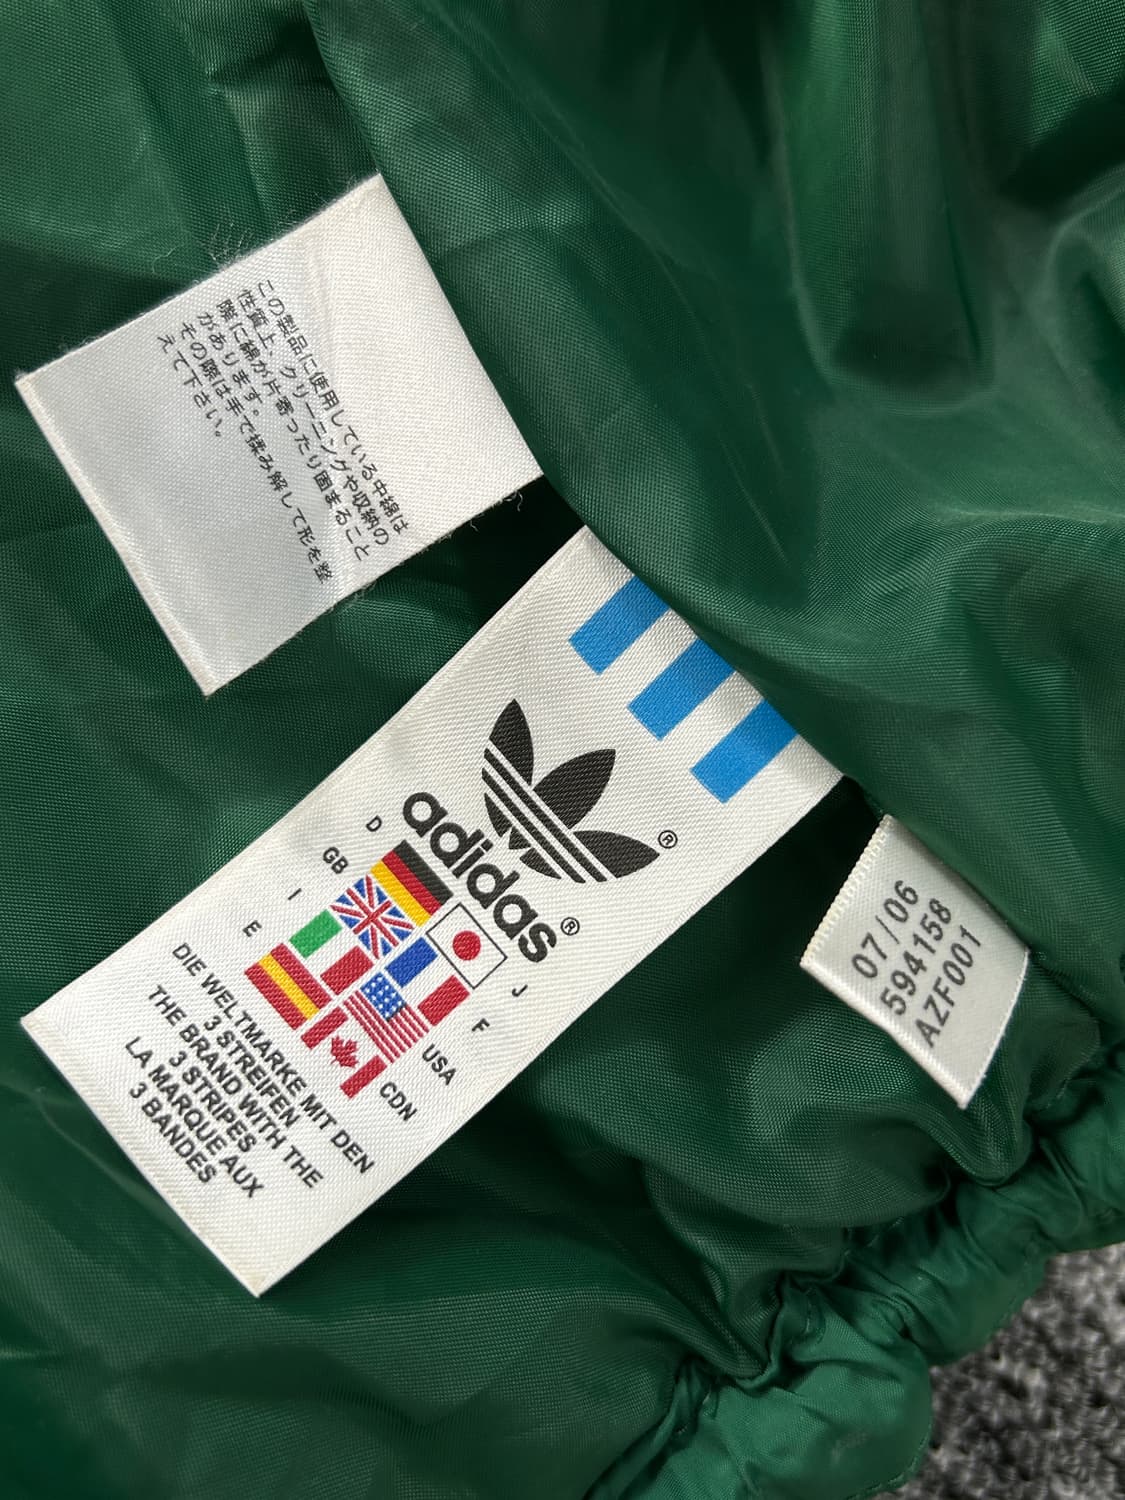 この製品に使用している中綿は
性質上、クリーニングや収納の
際に綿が片寄ったり固まること
があります。
その際は手で揉み解して形を整
えて下さい。
adidas
®
®
D
GB
I
E
J
F
USA
CDN
DIE WELTMARKE MIT DEN
3 STREIFEN
THE BRAND WITH THE
3 STRIPES
LA MARQUE AUX
3 BANDES
07/06
594158
AZF001